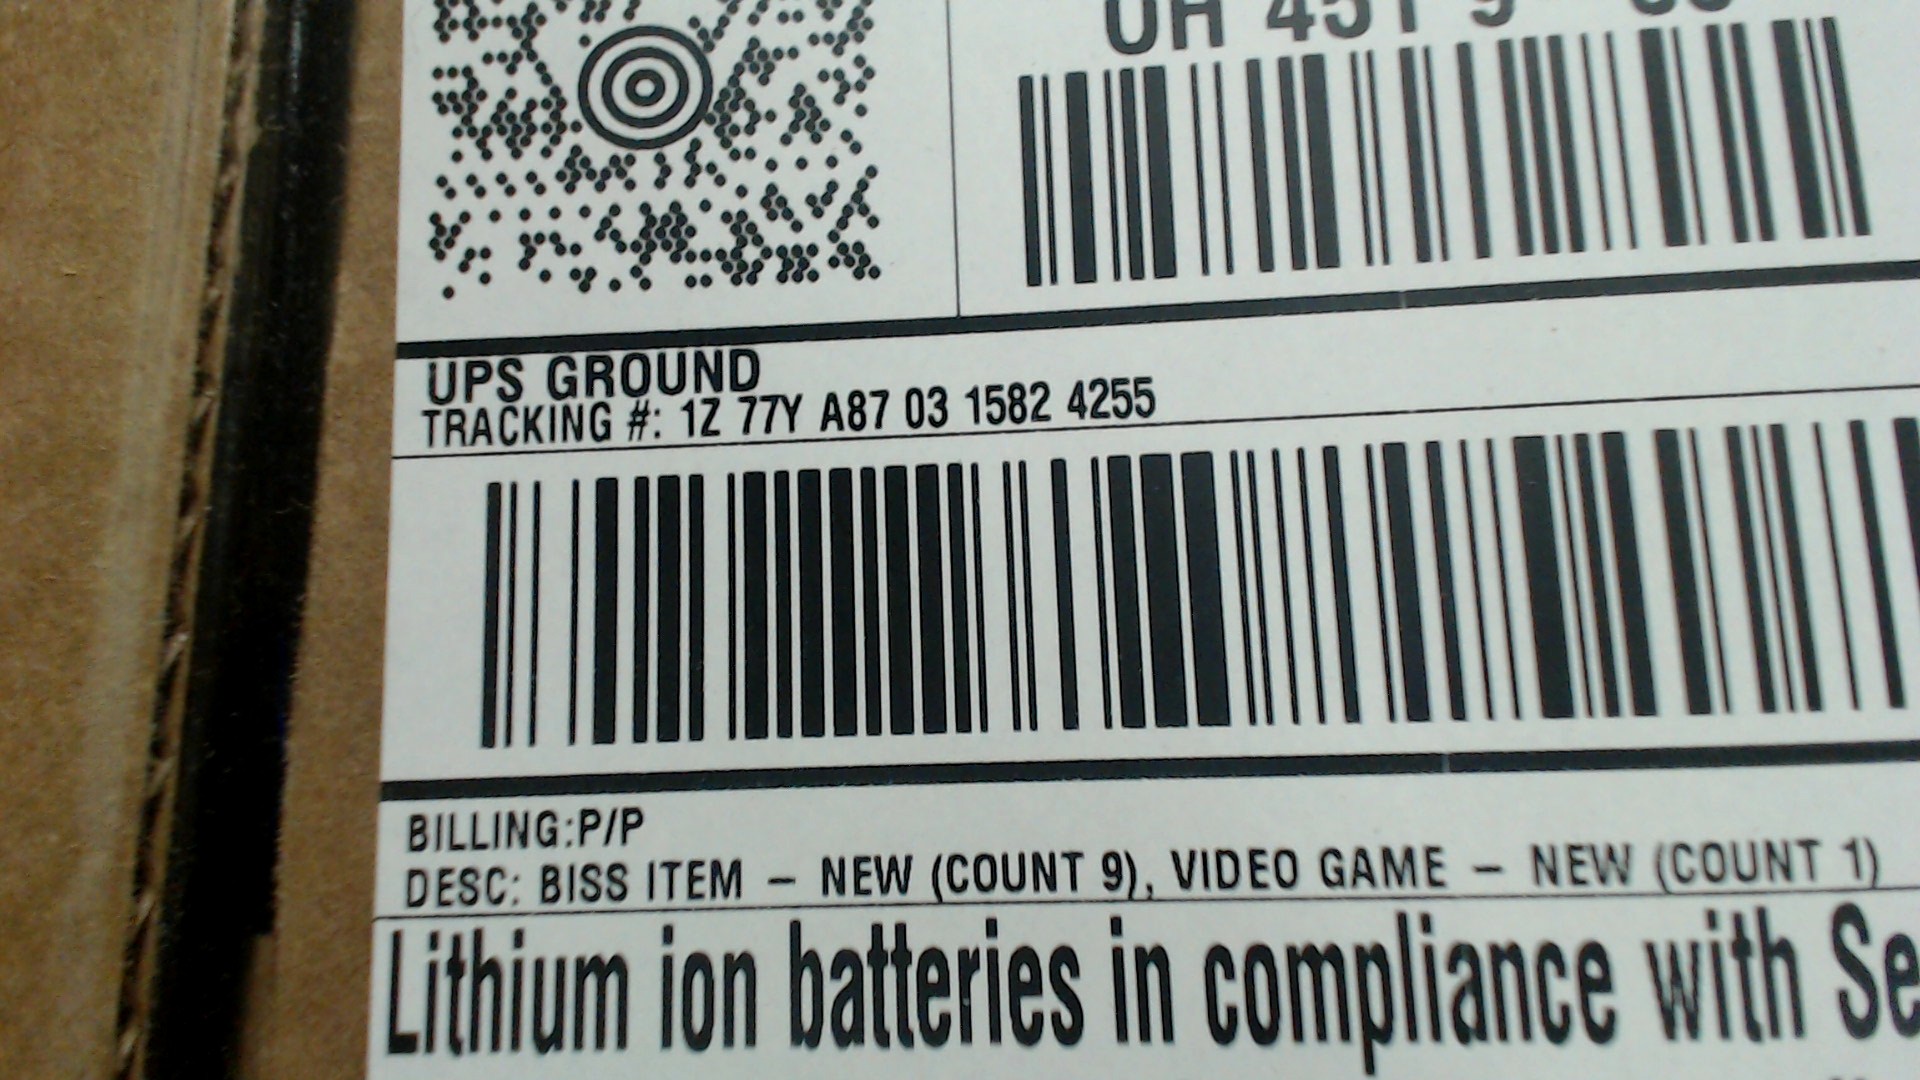 UPS GROUND
TRACKING #: 1Z 77Y A87 03 1582 4255
BILLING:P/P
DESC: BISS ITEM – NEW (COUNT 9), VIDEO GAME – NEW (COUNT 1)
Lithium ion batteries in compliance with Se